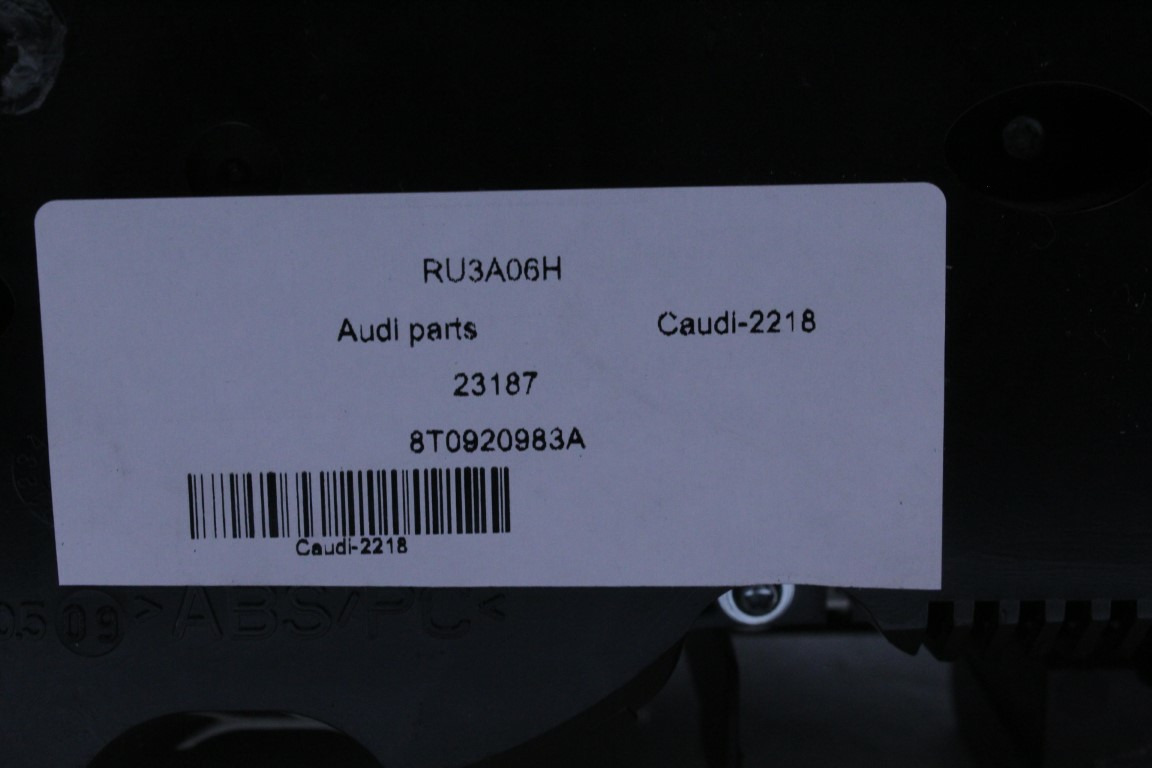 RU3A06H
Audi parts Caudi-2218
23187
8T0920983A
Caudi-2218
>ABS/PC<